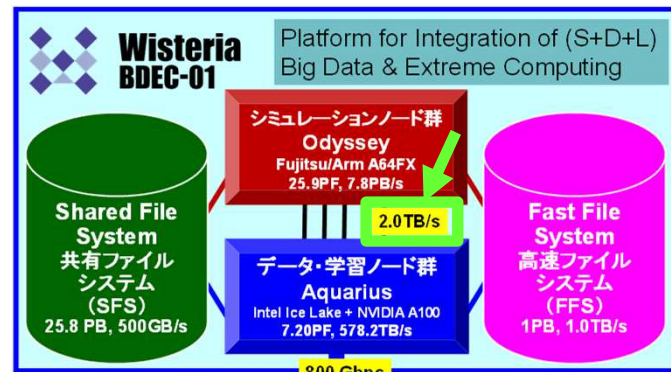 Wisteria
BDEC-01
Platform for Integration of (S+D+L)
Big Data & Extreme Computing
シミュレーションノード群
Odyssey
Fujitsu/Arm A64FX
25.9PF, 7.8PB/s
2.0TB/s
Shared File
System
共有ファイル
システム
(SFS)
25.8 PB, 500GB/s
データ・学習ノード群
Aquarius
Intel Ice Lake + NVIDIA A100
7.20PF, 578.2TB/s
Fast File
System
高速ファイル
システム
(FFS)
1PB, 1.0TB/s
800 Gbps